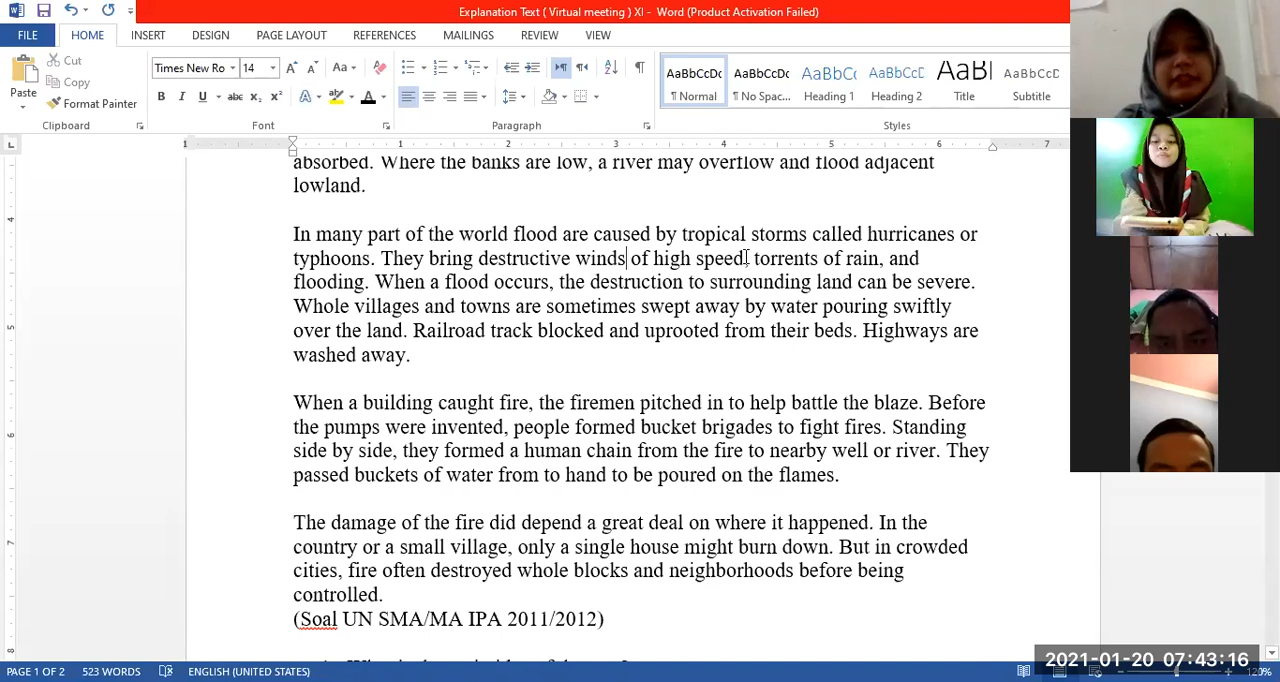 Explanation Text ( Virtual meeting ) XI - Word (Product Activation Failed)
FILE HOME INSERT DESIGN PAGE LAYOUT REFERENCES MAILINGS REVIEW VIEW
Cut
Copy
Format Painter
Paste
Times New Ro 14
AaBbCcDc AaBbCcDc AaBbCc AaBbCcE AaBl AaBbCcD
¶ Normal ¶ No Spac... Heading 1 Heading 2 Title Subtitle
Clipboard Font Paragraph Styles
1 1 2 3 4 5 6 7
absorbed. Where the banks are low, a river may overflow and flood adjacent
lowland.
In many part of the world flood are caused by tropical storms called hurricanes or
typhoons. They bring destructive winds of high speed, torrents of rain, and
flooding. When a flood occurs, the destruction to surrounding land can be severe.
Whole villages and towns are sometimes swept away by water pouring swiftly
over the land. Railroad track blocked and uprooted from their beds. Highways are
washed away.
When a building caught fire, the firemen pitched in to help battle the blaze. Before
the pumps were invented, people formed bucket brigades to fight fires. Standing
side by side, they formed a human chain from the fire to nearby well or river. They
passed buckets of water from to hand to be poured on the flames.
The damage of the fire did depend a great deal on where it happened. In the
country or a small village, only a single house might burn down. But in crowded
cities, fire often destroyed whole blocks and neighborhoods before being
controlled.
(Soal UN SMA/MA IPA 2011/2012)
PAGE 1 OF 2 523 WORDS ENGLISH (UNITED STATES) 120%
2021-01-20 07:43:16